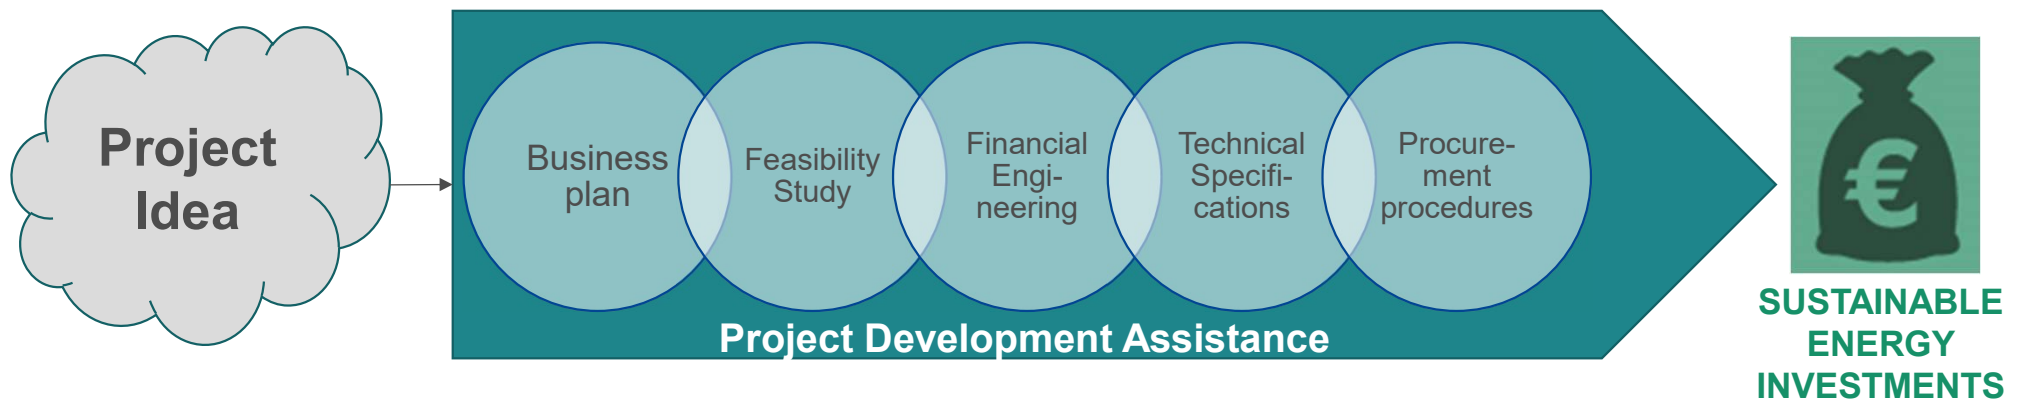 Project
Idea
Business
plan
Feasibility
Study
Financial
Engi-
neering
Technical
Specifi-
cations
Procure-
ment
procedures
Project Development Assistance
€
SUSTAINABLE
ENERGY
INVESTMENTS